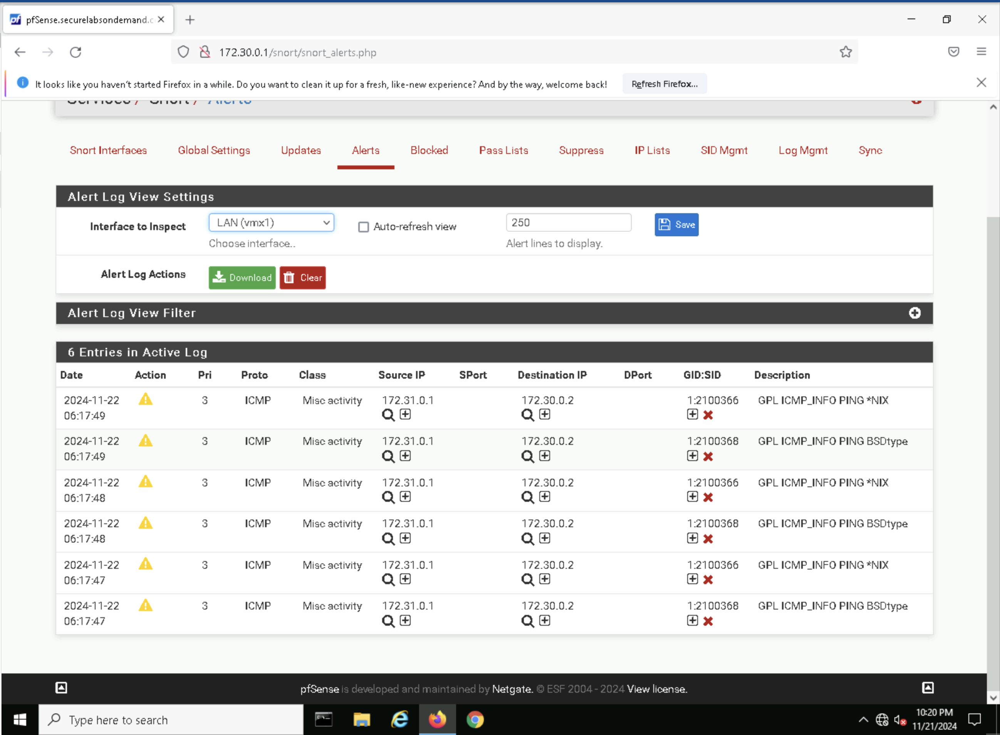 pfSense.securelabsondemand.c
172.30.0.1/snort/snort_alerts.php
It looks like you haven't started Firefox in a while. Do you want to clean it up for a fresh, like-new experience? And by the way, welcome back! Refresh Firefox...
Services / Snort / Alerts
Snort Interfaces Global Settings Updates Alerts Blocked Pass Lists Suppress IP Lists SID Mgmt Log Mgmt Sync
Alert Log View Settings
Interface to Inspect LAN (vmx1) Auto-refresh view 250 Save
Choose interface.. Alert lines to display.
Alert Log Actions Download Clear
Alert Log View Filter
6 Entries in Active Log
Date Action Pri Proto Class Source IP SPort Destination IP DPort GID:SID Description
2024-11-22 3 ICMP Misc activity 172.31.0.1 172.30.0.2 1:2100366 GPL ICMP_INFO PING *NIX
06:17:49
2024-11-22 3 ICMP Misc activity 172.31.0.1 172.30.0.2 1:2100368 GPL ICMP_INFO PING BSDtype
06:17:49
2024-11-22 3 ICMP Misc activity 172.31.0.1 172.30.0.2 1:2100366 GPL ICMP_INFO PING *NIX
06:17:48
2024-11-22 3 ICMP Misc activity 172.31.0.1 172.30.0.2 1:2100368 GPL ICMP_INFO PING BSDtype
06:17:48
2024-11-22 3 ICMP Misc activity 172.31.0.1 172.30.0.2 1:2100366 GPL ICMP_INFO PING *NIX
06:17:47
2024-11-22 3 ICMP Misc activity 172.31.0.1 172.30.0.2 1:2100368 GPL ICMP_INFO PING BSDtype
06:17:47
pfSense is developed and maintained by Netgate. © ESF 2004 - 2024 View license.
Type here to search
10:20 PM
11/21/2024